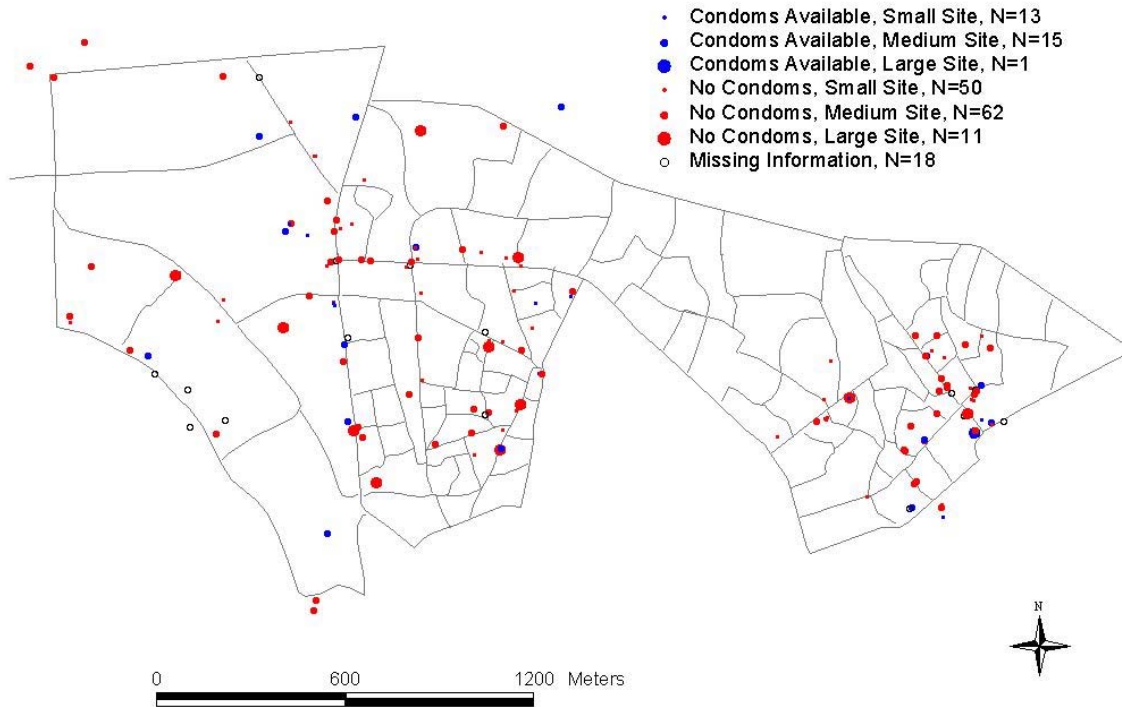 Condoms Available, Small Site, N=13
Condoms Available, Medium Site, N=15
Condoms Available, Large Site, N=1
No Condoms, Small Site, N=50
No Condoms, Medium Site, N=62
No Condoms, Large Site, N=11
Missing Information, N=18
N
0 600 1200 Meters